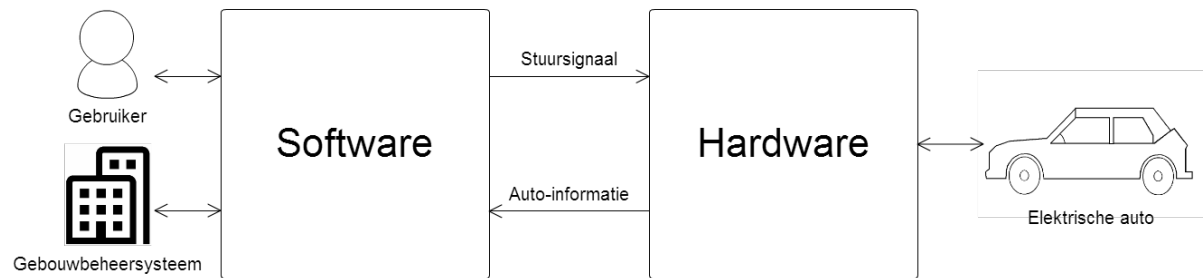 Gebruiker
Gebouwbeheersysteem
Software
Stuursignaal
Auto-informatie
Hardware
Elektrische auto